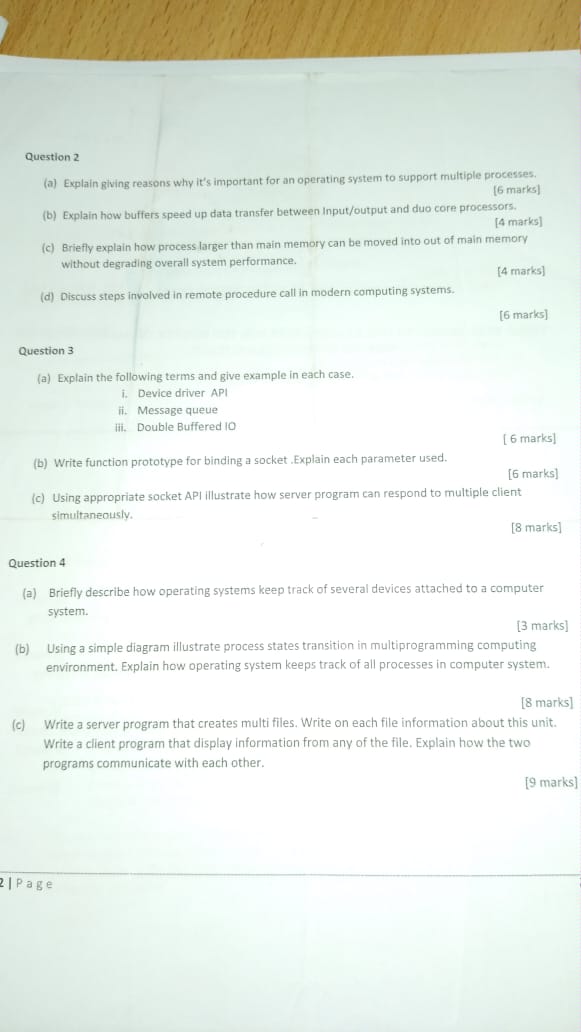 Question 2
(a) Explain giving reasons why it's important for an operating system to support multiple processes.
[6 marks]
(b) Explain how buffers speed up data transfer between Input/output and duo core processors.
[4 marks]
(c) Briefly explain how process larger than main memory can be moved into out of main memory
without degrading overall system performance.
[4 marks]
(d) Discuss steps involved in remote procedure call in modern computing systems.
[6 marks]
Question 3
(a) Explain the following terms and give example in each case.
i. Device driver API
ii. Message queue
iii. Double Buffered IO
[ 6 marks]
(b) Write function prototype for binding a socket .Explain each parameter used.
[6 marks]
(c) Using appropriate socket API illustrate how server program can respond to multiple client
simultaneously.
[8 marks]
Question 4
(a) Briefly describe how operating systems keep track of several devices attached to a computer
system.
[3 marks]
(b) Using a simple diagram illustrate process states transition in multiprogramming computing
environment. Explain how operating system keeps track of all processes in computer system.
[8 marks]
(c) Write a server program that creates multi files. Write on each file information about this unit.
Write a client program that display information from any of the file. Explain how the two
programs communicate with each other.
[9 marks]
2 | P a g e